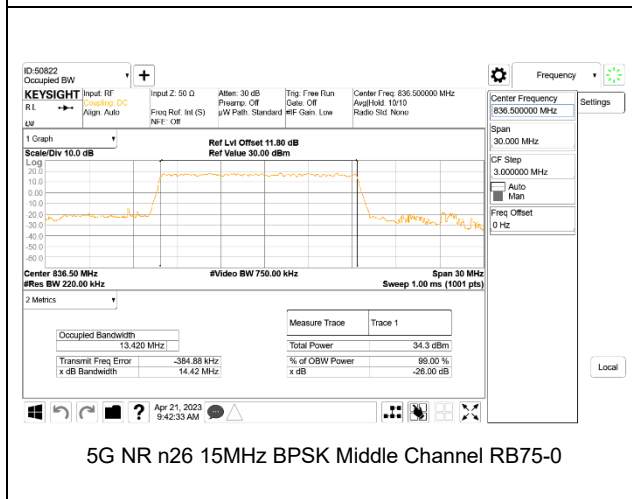 ID:50822
Occupied BW
KEYSIGHT
R L
Input: RF
Coupling: DC
Align: Auto
Input Z: 50 Ω
Freq Ref: Int (S)
NFE: Off
Atten: 30 dB
Preamp: Off
µW Path: Standard
Trig: Free Run
Gate: Off
#IF Gain: Low
Center Freq: 836.500000 MHz
Avg|Hold: 10/10
Radio Std: None
1 Graph
Scale/Div 10.0 dB
Ref Lvl Offset 11.80 dB
Ref Value 30.00 dBm
Log
20.0
10.0
0.00
-10.0
-20.0
-30.0
-40.0
-50.0
-60.0
Center 836.50 MHz
#Video BW 750.00 kHz
Span 30 MHz
#Res BW 220.00 kHz
Sweep 1.00 ms (1001 pts)
2 Metrics
Measure Trace Trace 1
Occupied Bandwidth
13.420 MHz
Total Power 34.3 dBm
Transmit Freq Error -384.88 kHz
% of OBW Power 99.00 %
x dB Bandwidth 14.42 MHz
x dB -26.00 dB
Apr 21, 2023
9:42:33 AM
Frequency
Settings
Center Frequency
836.500000 MHz
Span
30.000 MHz
CF Step
3.000000 MHz
Auto
Man
Freq Offset
0 Hz
Local
5G NR n26 15MHz BPSK Middle Channel RB75-0